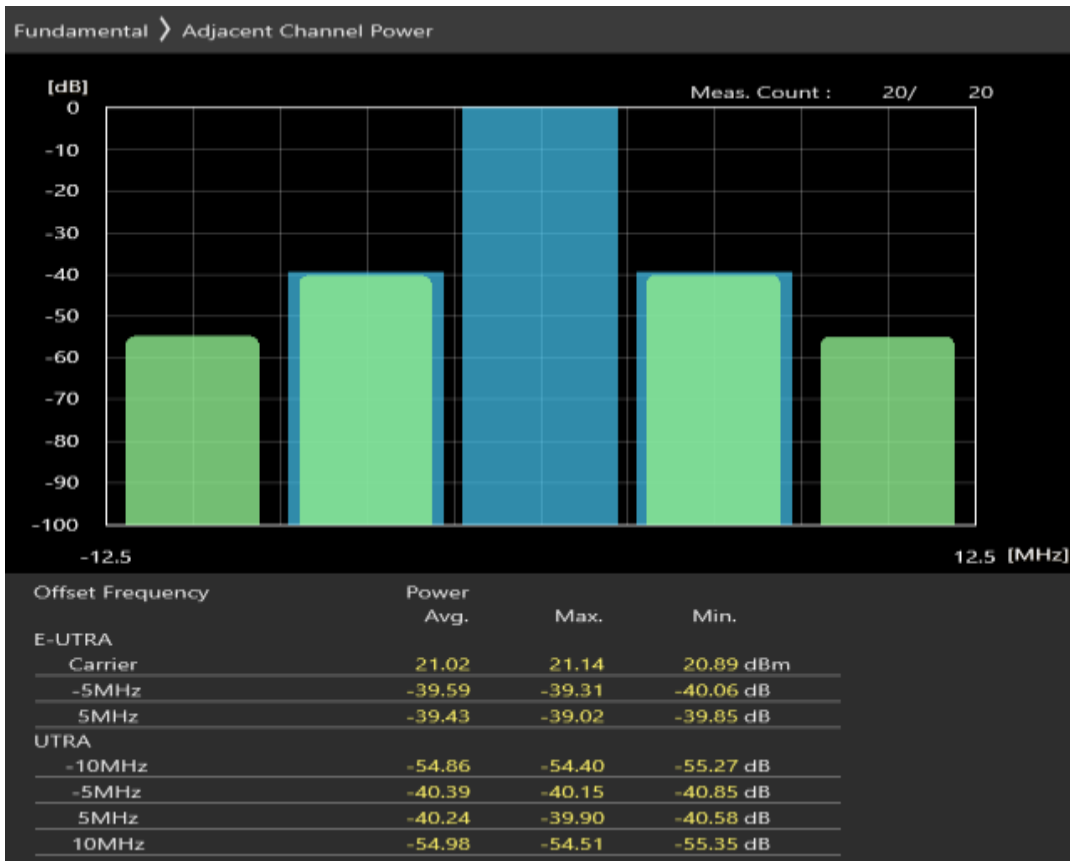 Fundamental 〉 Adjacent Channel Power
[dB]
Meas. Count : 20/ 20
0
-10
-20
-30
-40
-50
-60
-70
-80
-90
-100
-12.5 12.5 [MHz]
Offset Frequency Power
Avg. Max. Min.
E-UTRA
Carrier 21.02 21.14 20.89 dBm
-5MHz -39.59 -39.31 -40.06 dB
5MHz -39.43 -39.02 -39.85 dB
UTRA
-10MHz -54.86 -54.40 -55.27 dB
-5MHz -40.39 -40.15 -40.85 dB
5MHz -40.24 -39.90 -40.58 dB
10MHz -54.98 -54.51 -55.35 dB